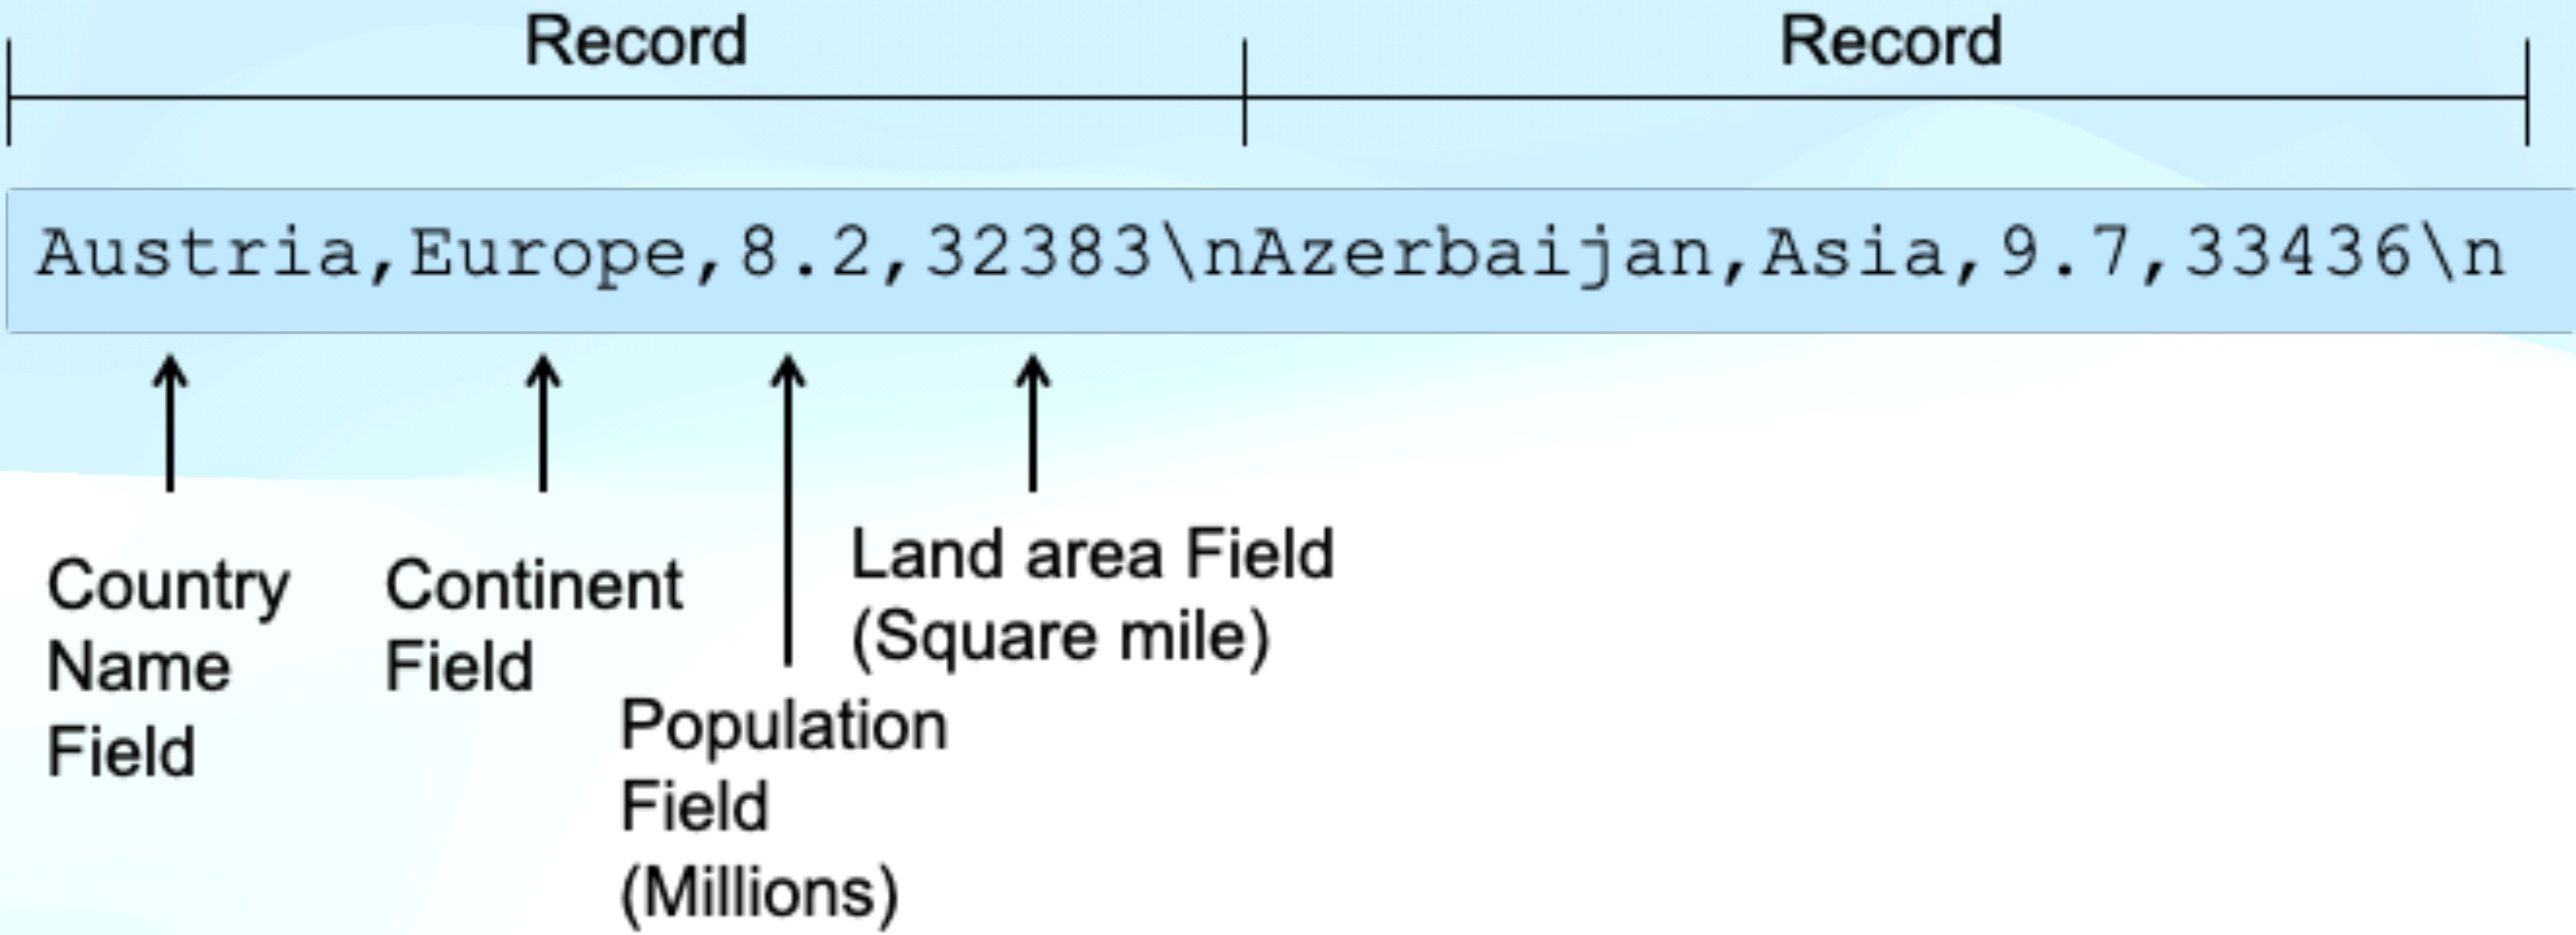 Record
Record
Austria,Europe,8.2,32383\nAzerbaijan,Asia,9.7,33436\n
Country
Name
Field
Continent
Field
Population
Field
(Millions)
Land area Field
(Square mile)